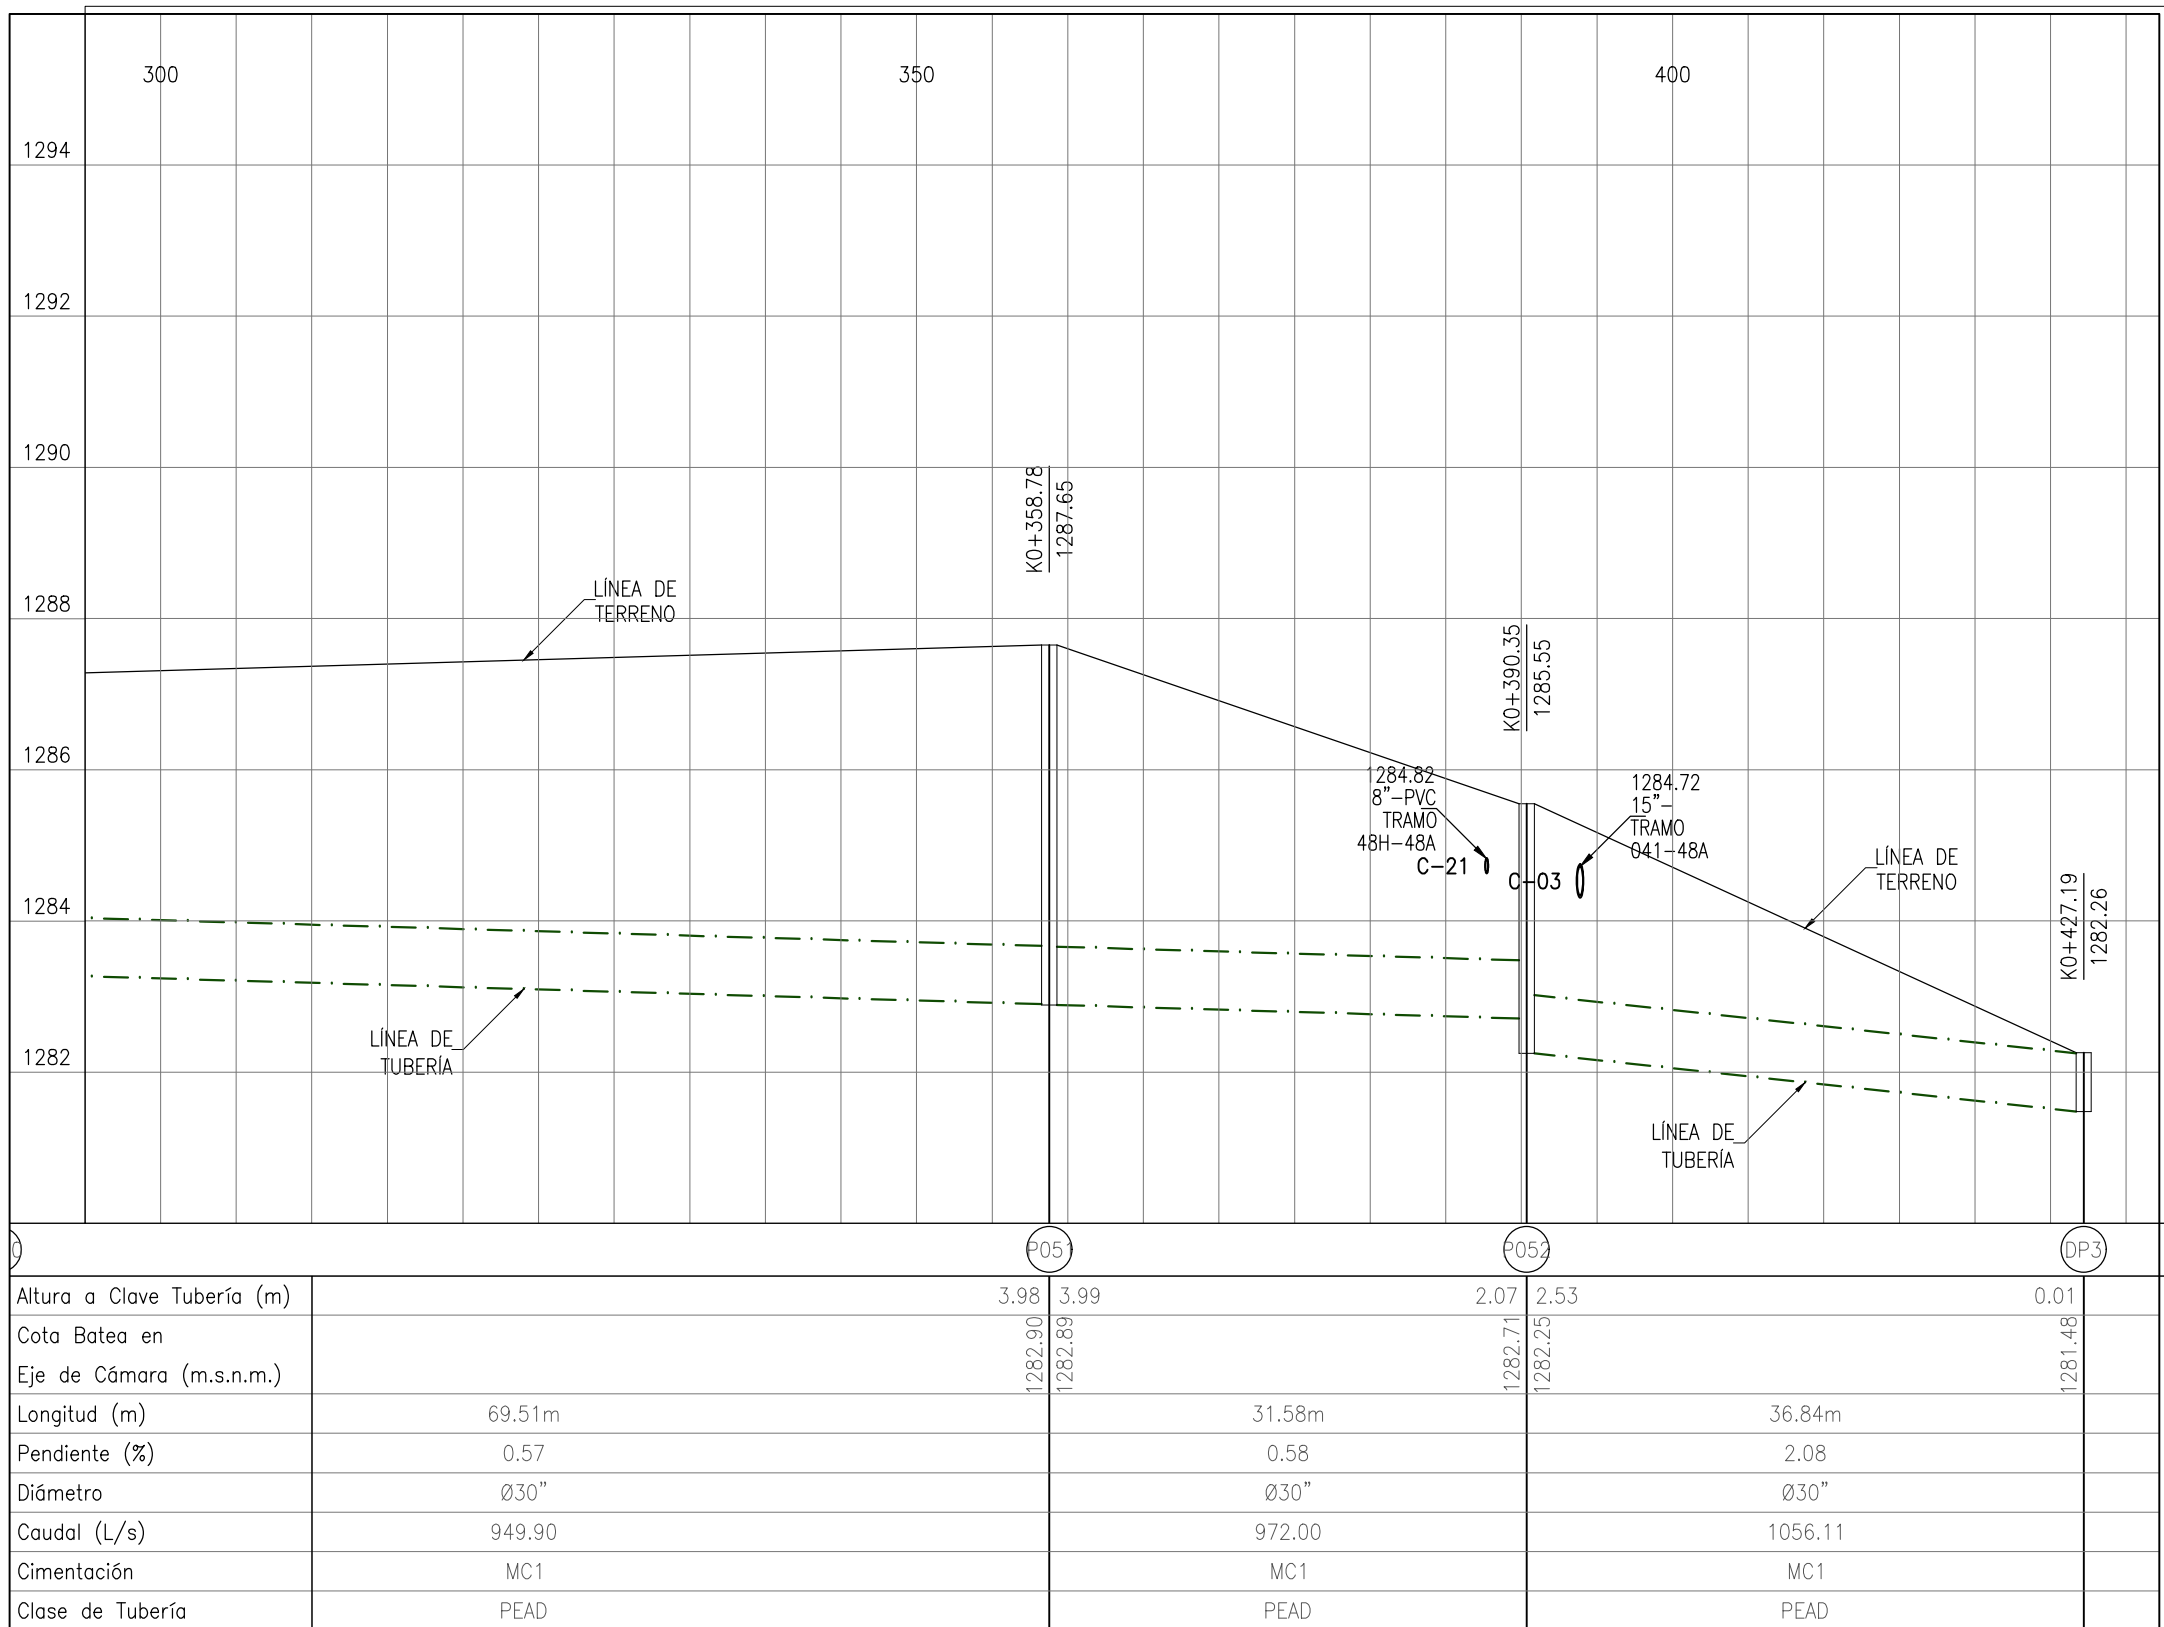 300
350
400
1294
1292
1290
1288
1286
1284
1282
K0+358.78
1287.65
LÍNEA DE
TERRENO
K0+390.35
1285.55
1284.82
8"-PVC
TRAMO
48H-48A
C-21
1284.72
15"-
TRAMO
041-48A
C-03
LÍNEA DE
TERRENO
K0+427.19
1282.26
LÍNEA DE
TUBERÍA
LÍNEA DE
TUBERÍA
0
P051
P052
DP3
Altura a Clave Tubería (m)
3.98
3.99
2.07
2.53
0.01
Cota Batea en
Eje de Cámara (m.s.n.m.)
1282.90
1282.89
1282.71
1282.25
1281.48
Longitud (m)
69.51m
31.58m
36.84m
Pendiente (%)
0.57
0.58
2.08
Diámetro
Ø30"
Ø30"
Ø30"
Caudal (L/s)
949.90
972.00
1056.11
Cimentación
MC1
MC1
MC1
Clase de Tubería
PEAD
PEAD
PEAD